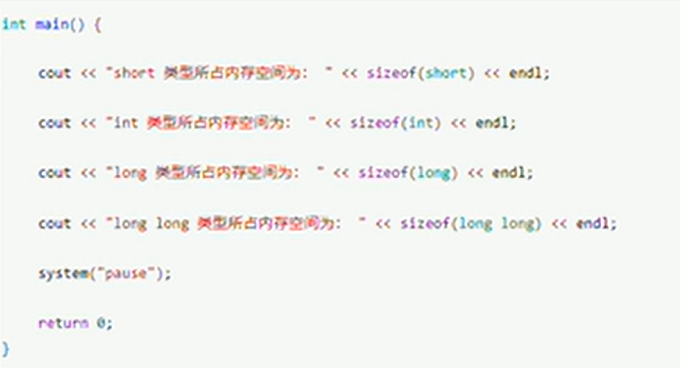 int main() {
cout << "short 类型所占内存空间为： " << sizeof(short) << endl;
cout << "int 类型所占内存空间为： " << sizeof(int) << endl;
cout << "long 类型所占内存空间为： " << sizeof(long) << endl;
cout << "long long 类型所占内存空间为： " << sizeof(long long) << endl;
system("pause");
return 0;
}